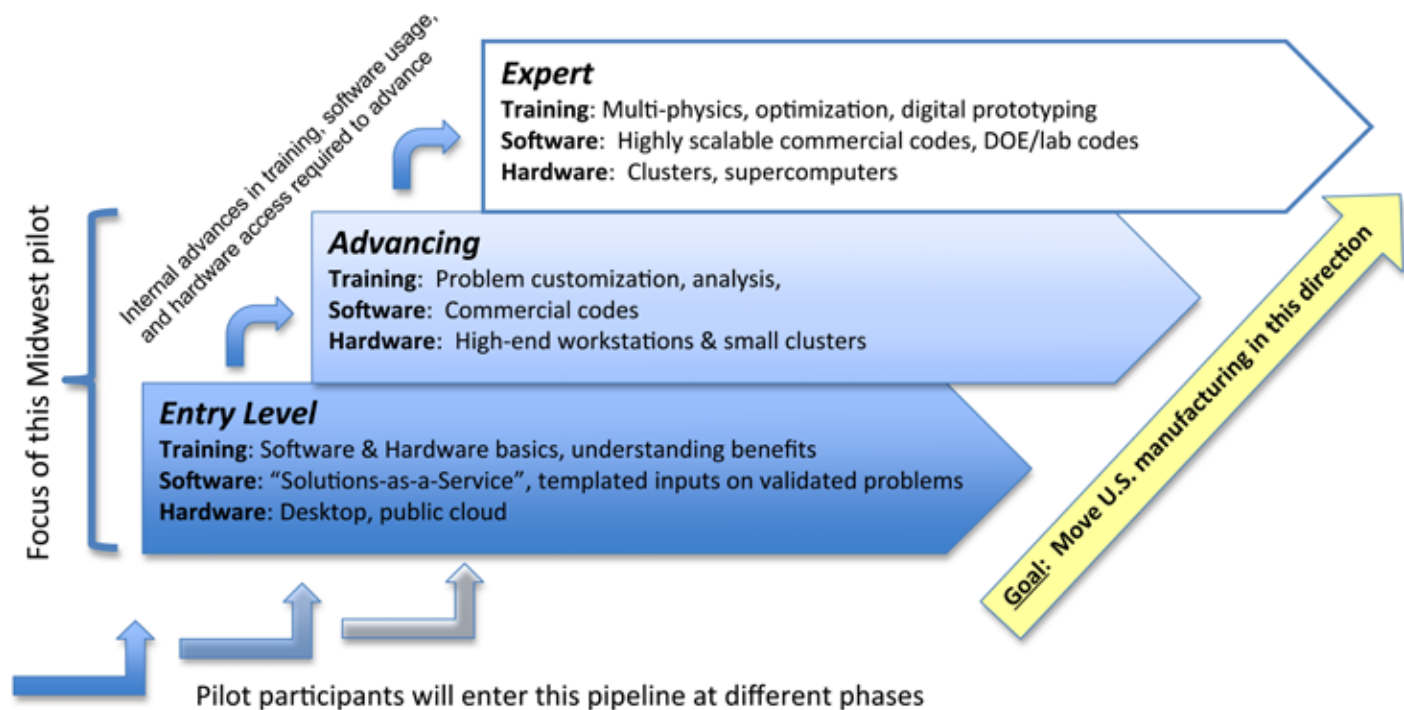 Internal advances in training, software usage,
and hardware access required to advance
Expert
Training: Multi-physics, optimization, digital prototyping
Software: Highly scalable commercial codes, DOE/lab codes
Hardware: Clusters, supercomputers
Focus of this Midwest pilot
Advancing
Training: Problem customization, analysis,
Software: Commercial codes
Hardware: High-end workstations & small clusters
Entry Level
Training: Software & Hardware basics, understanding benefits
Software: “Solutions-as-a-Service”, templated inputs on validated problems
Hardware: Desktop, public cloud
Goal: Move U.S. manufacturing in this direction
Pilot participants will enter this pipeline at different phases